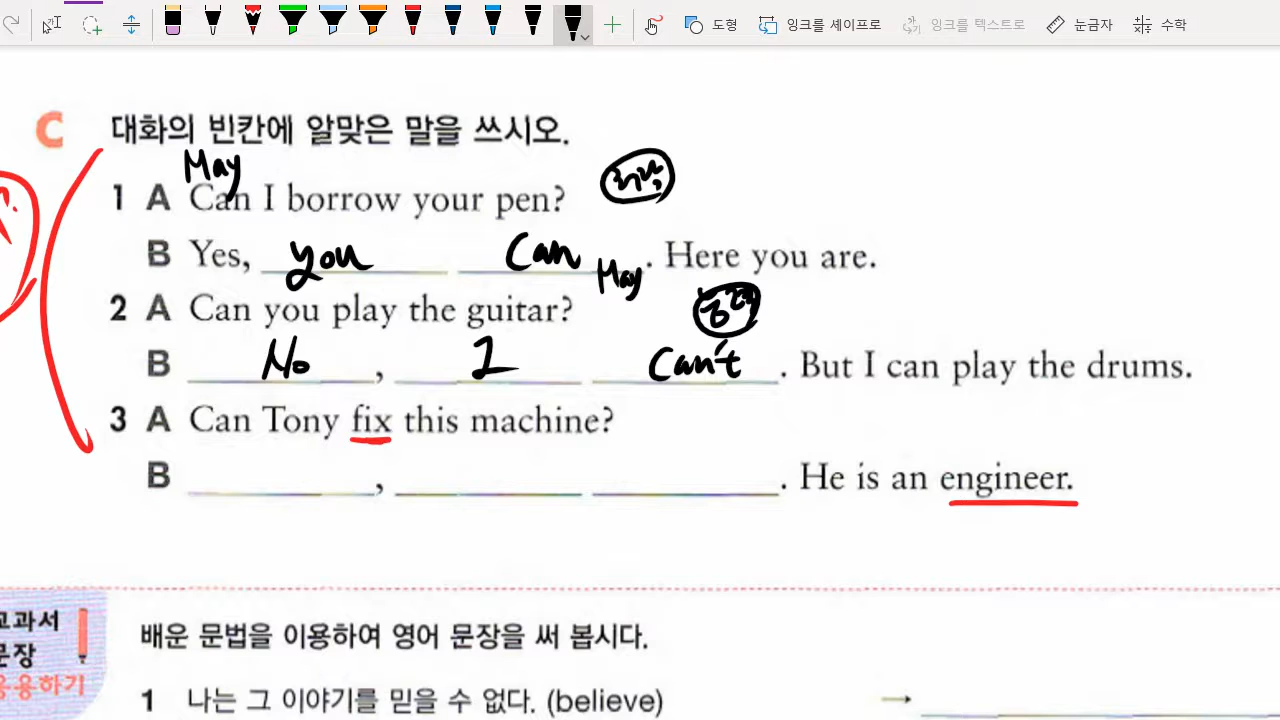 도형 잉크를 셰이프로 잉크를 텍스트로 눈금자 수학
C 대화의 빈칸에 알맞은 말을 쓰시오.
May
1 A Can I borrow your pen? 허락
B Yes, you can. Here you are.
May
2 A Can you play the guitar? 능력
B No, I can't. But I can play the drums.
3 A Can Tony fix this machine?
B ____, ____ ____. He is an engineer.
교과서
문장
응용하기
배운 문법을 이용하여 영어 문장을 써 봅시다.
1 나는 그 이야기를 믿을 수 없다. (believe) →